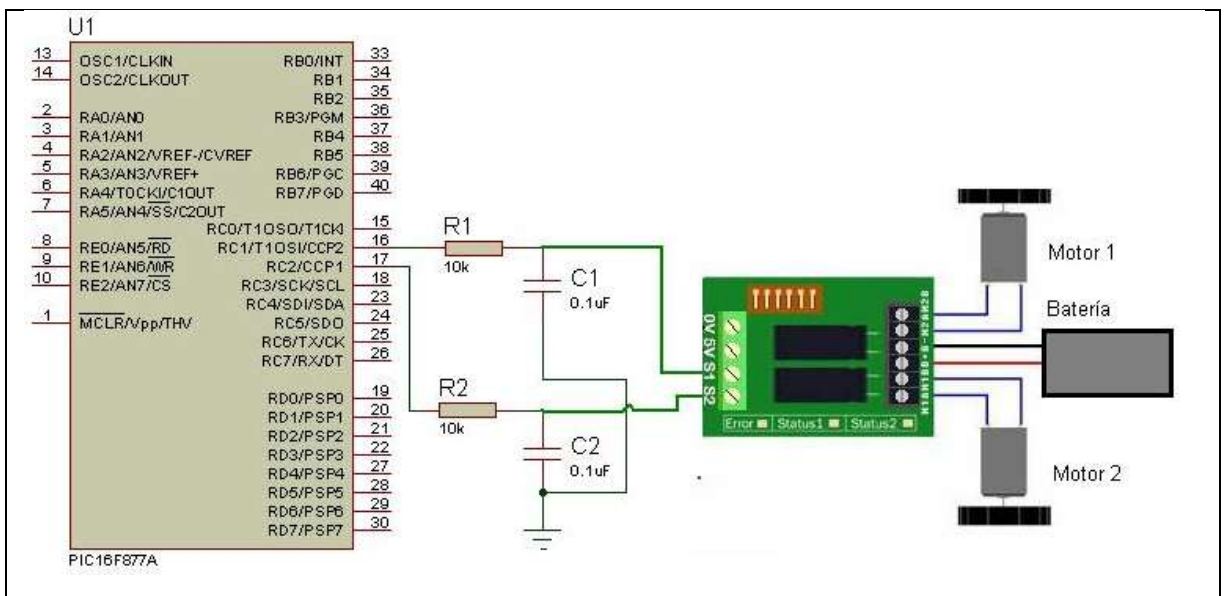 U1
13 OSC1/CLKIN
14 OSC2/CLKOUT
2 RA0/AN0
3 RA1/AN1
4 RA2/AN2/VREF-/CVREF
5 RA3/AN3/VREF+
6 RA4/T0CKI/C1OUT
7 RA5/AN4/SS/C2OUT
8 RE0/AN5/RD
9 RE1/AN6/WR
10 RE2/AN7/CS
1 MCLR/Vpp/THV
RB0/INT 33
RB1 34
RB2 35
RB3/PGM 36
RB4 37
RB5 38
RB6/PGC 39
RB7/PGD 40
RC0/T1OSO/T1CKI 15
RC1/T1OSI/CCP2 16
RC2/CCP1 17
RC3/SCK/SCL 18
RC4/SDI/SDA 23
RC5/SDO 24
RC6/TX/CK 25
RC7/RX/DT 26
RD0/PSP0 19
RD1/PSP1 20
RD2/PSP2 21
RD3/PSP3 22
RD4/PSP4 27
RD5/PSP5 28
RD6/PSP6 29
RD7/PSP7 30
PIC16F877A
R1
10k
C1
0.1uF
R2
10k
C2
0.1uF
0V 5V S1 S2
M1A M1B B+ B- M2A M2B
Error Status1 Status2
Motor 1
Batería
Motor 2